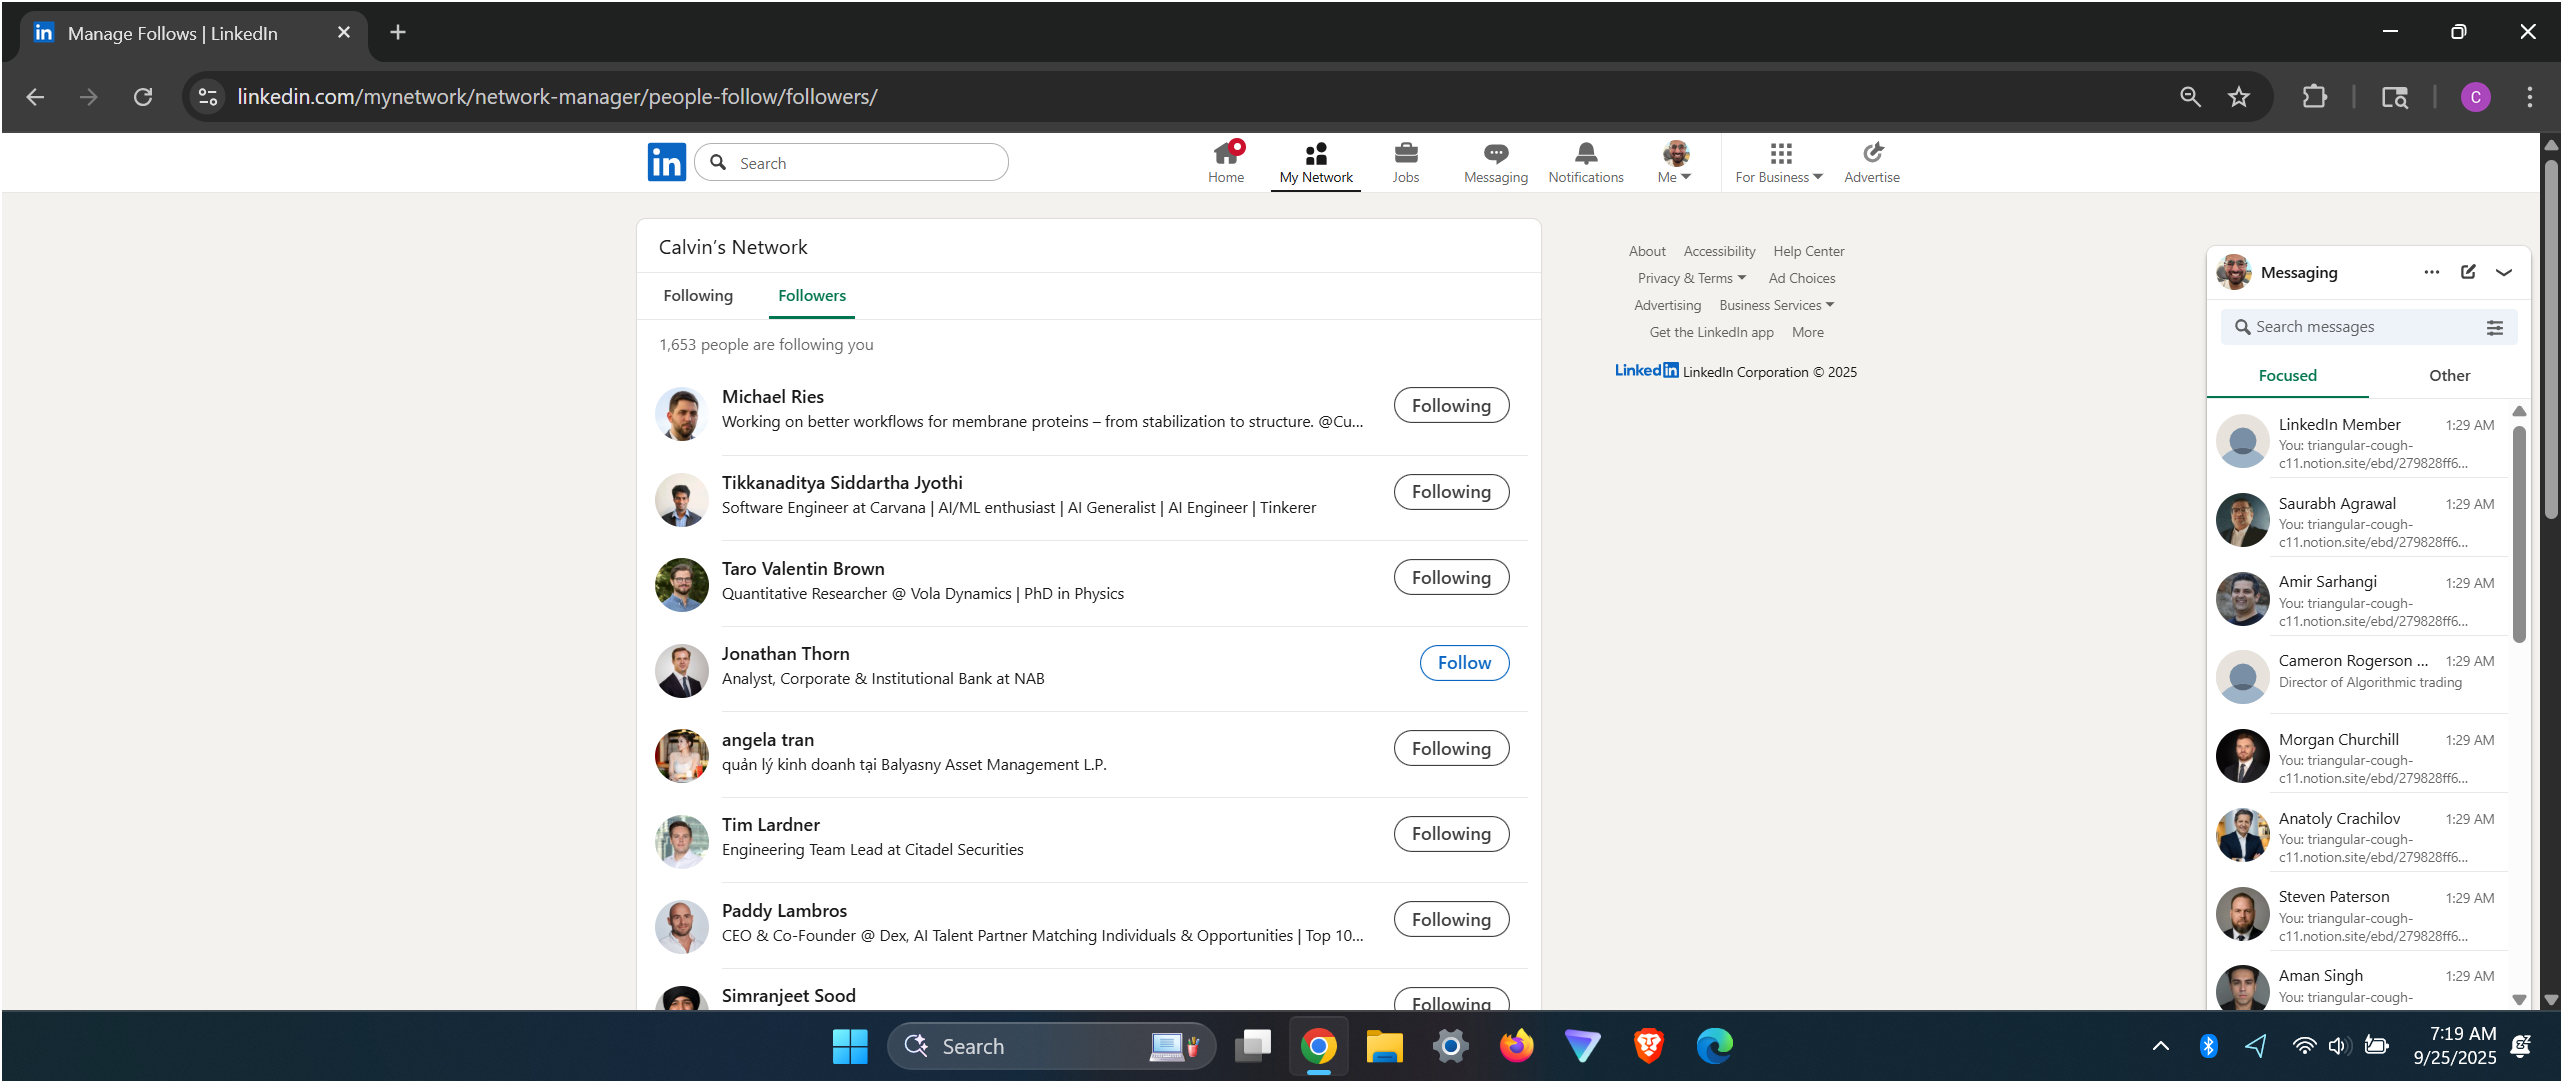 Manage Follows | LinkedIn
linkedin.com/mynetwork/network-manager/people-follow/followers/
C
in
Search
Home
My Network
Jobs
Messaging
Notifications
Me
For Business
Advertise
Calvin’s Network
Following
Followers
1,653 people are following you
Michael Ries
Working on better workflows for membrane proteins – from stabilization to structure. @Cu...
Following
Tikkanaditya Siddartha Jyothi
Software Engineer at Carvana | AI/ML enthusiast | AI Generalist | AI Engineer | Tinkerer
Following
Taro Valentin Brown
Quantitative Researcher @ Vola Dynamics | PhD in Physics
Following
Jonathan Thorn
Analyst, Corporate & Institutional Bank at NAB
Follow
angela tran
quản lý kinh doanh tại Balyasny Asset Management L.P.
Following
Tim Lardner
Engineering Team Lead at Citadel Securities
Following
Paddy Lambros
CEO & Co-Founder @ Dex, AI Talent Partner Matching Individuals & Opportunities | Top 10...
Following
Simranjeet Sood
Following
About Accessibility Help Center
Privacy & Terms Ad Choices
Advertising Business Services
Get the LinkedIn app More
LinkedIn LinkedIn Corporation © 2025
Messaging
Search messages
Focused
Other
LinkedIn Member 1:29 AM
You: triangular-cough-
c11.notion.site/ebd/279828ff6...
Saurabh Agrawal 1:29 AM
You: triangular-cough-
c11.notion.site/ebd/279828ff6...
Amir Sarhangi 1:29 AM
You: triangular-cough-
c11.notion.site/ebd/279828ff6...
Cameron Rogerson ... 1:29 AM
Director of Algorithmic trading
Morgan Churchill 1:29 AM
You: triangular-cough-
c11.notion.site/ebd/279828ff6...
Anatoly Crachilov 1:29 AM
You: triangular-cough-
c11.notion.site/ebd/279828ff6...
Steven Paterson 1:29 AM
You: triangular-cough-
c11.notion.site/ebd/279828ff6...
Aman Singh 1:29 AM
You: triangular-cough-
Search
7:19 AM
9/25/2025